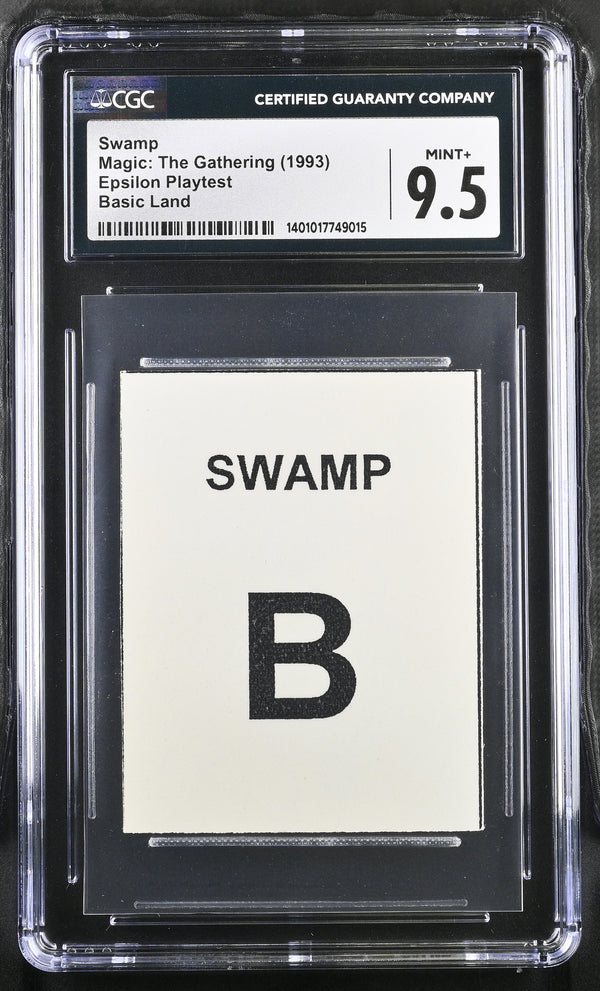 CGC
CERTIFIED GUARANTY COMPANY
Swamp
Magic: The Gathering (1993)
Epsilon Playtest
Basic Land
MINT+
9.5
1401017749015
SWAMP
B